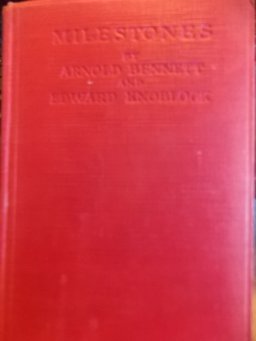 MILESTONES
BY
ARNOLD BENNETT
AND
EDWARD KNOBLOCK